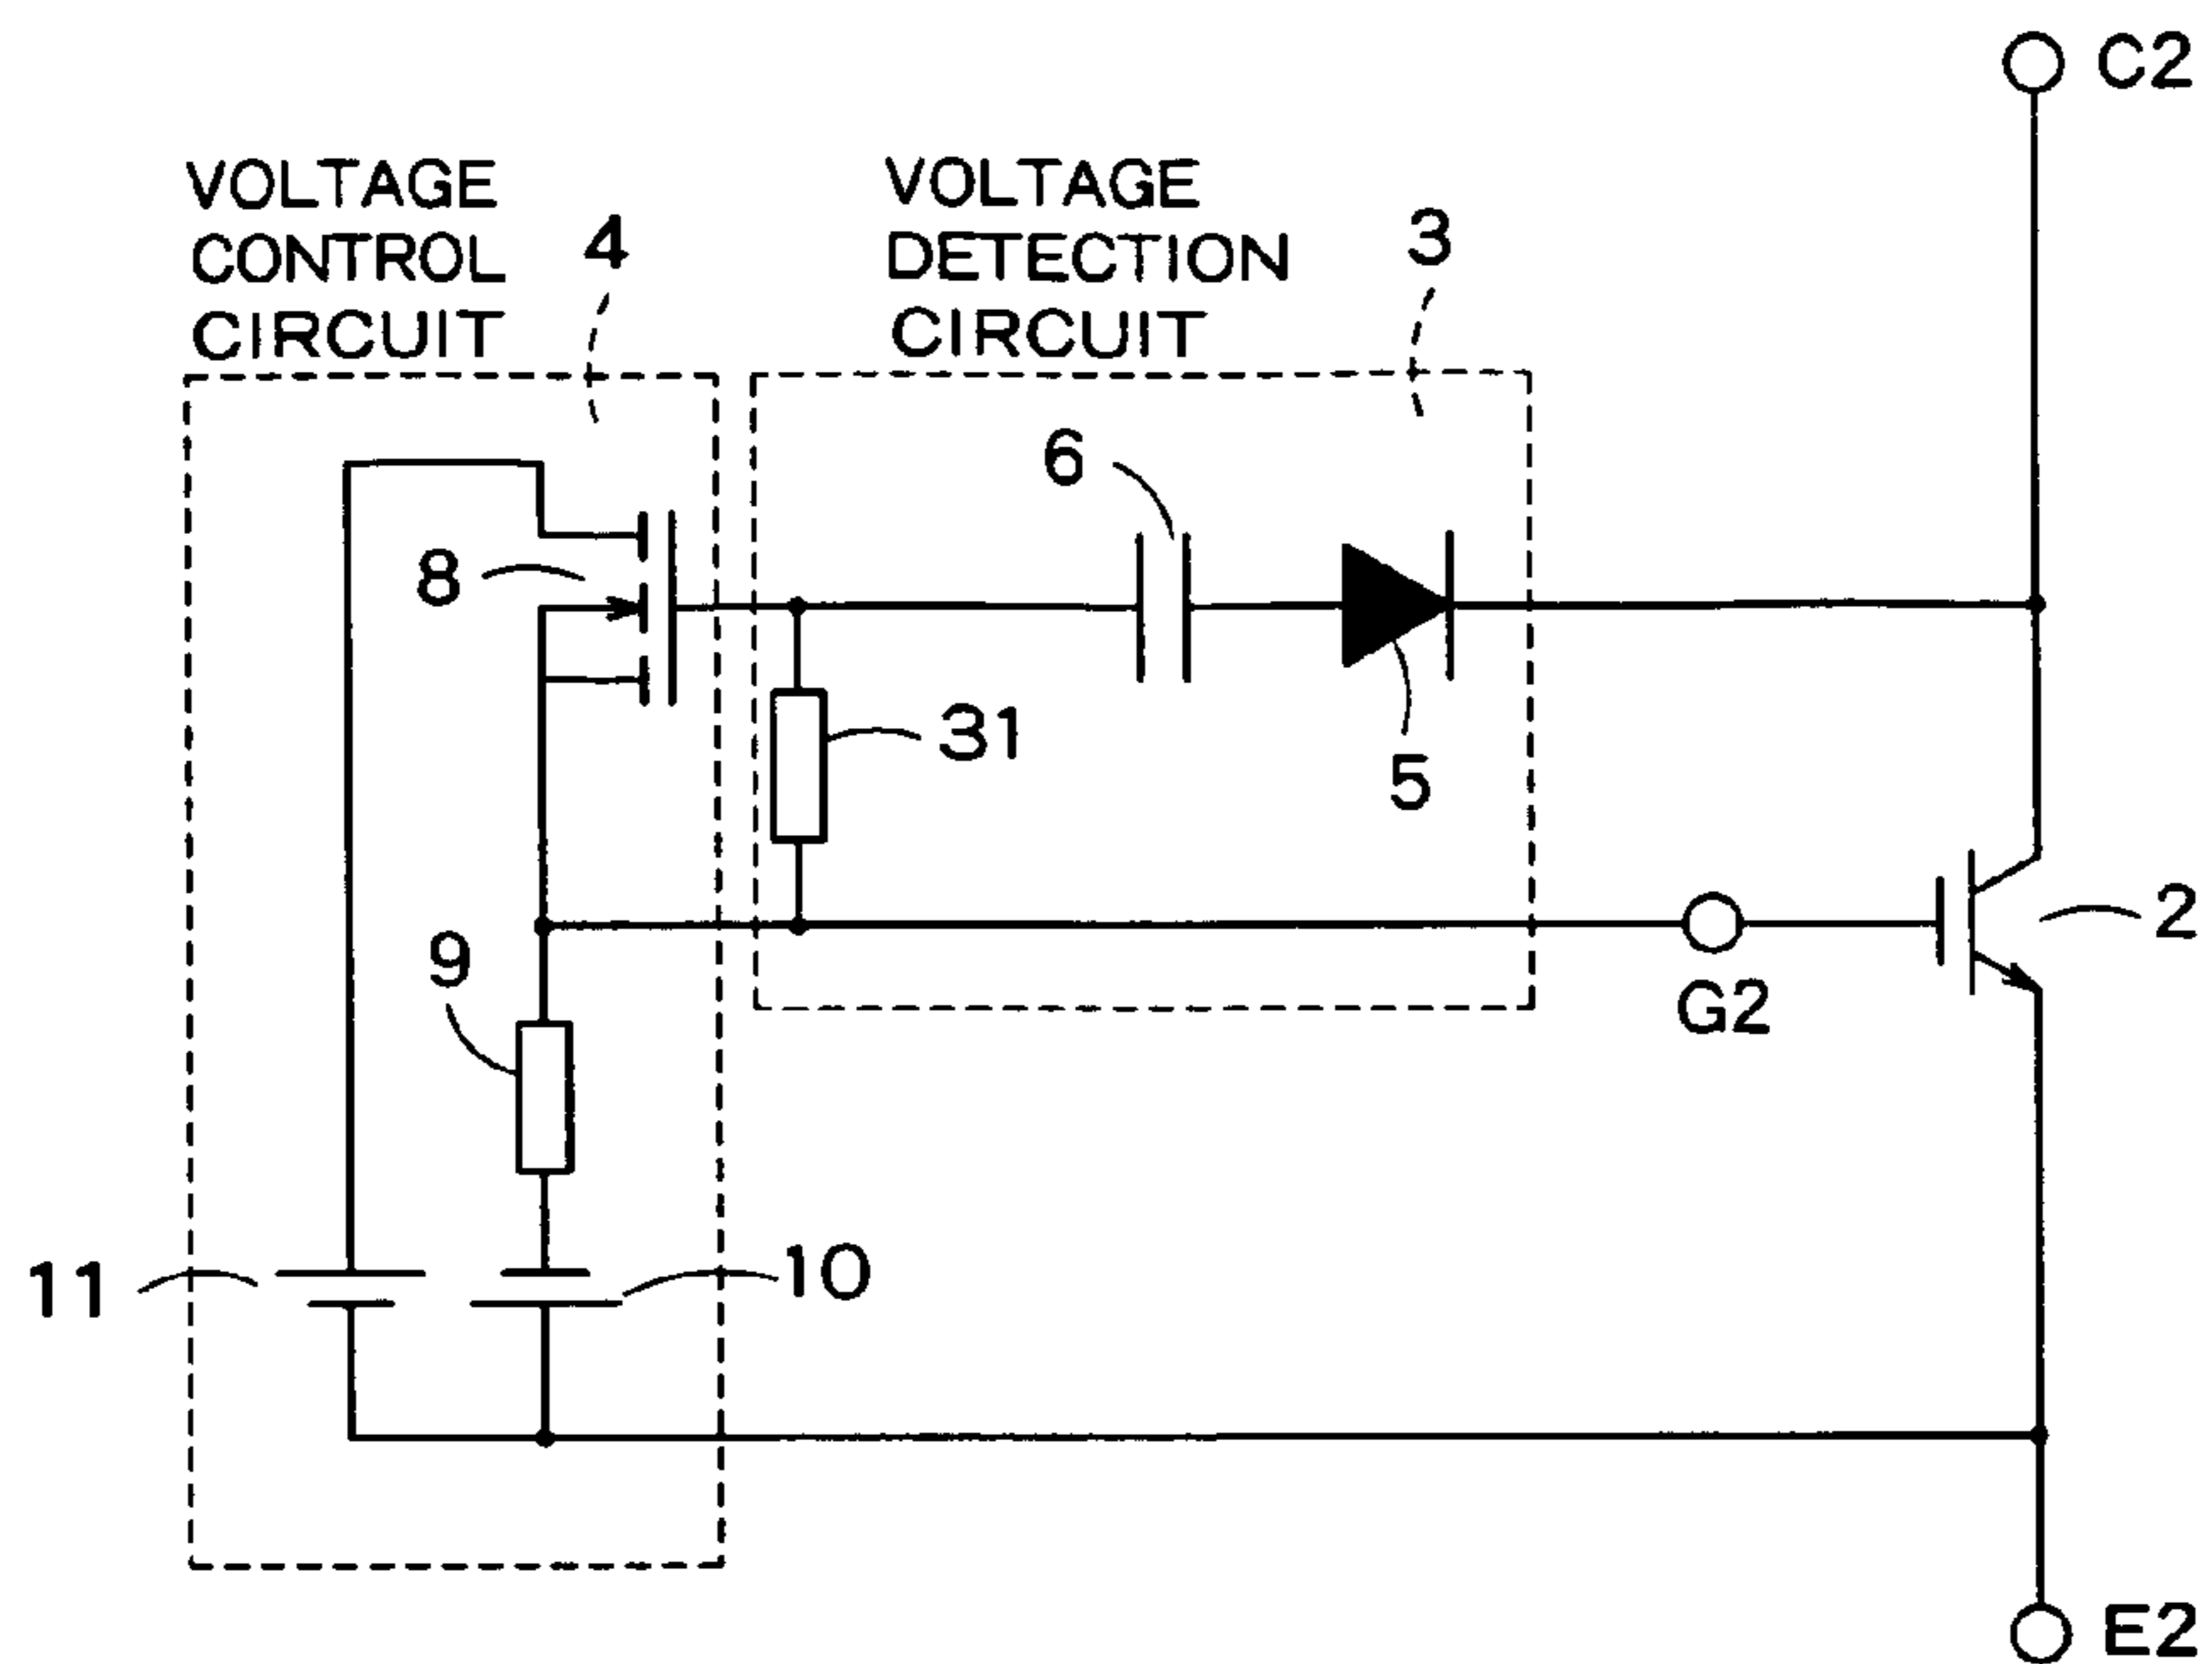 C2
VOLTAGE
CONTROL
CIRCUIT
4
VOLTAGE
DETECTION
CIRCUIT
3
6
8
31
5
2
9
G2
11
10
E2